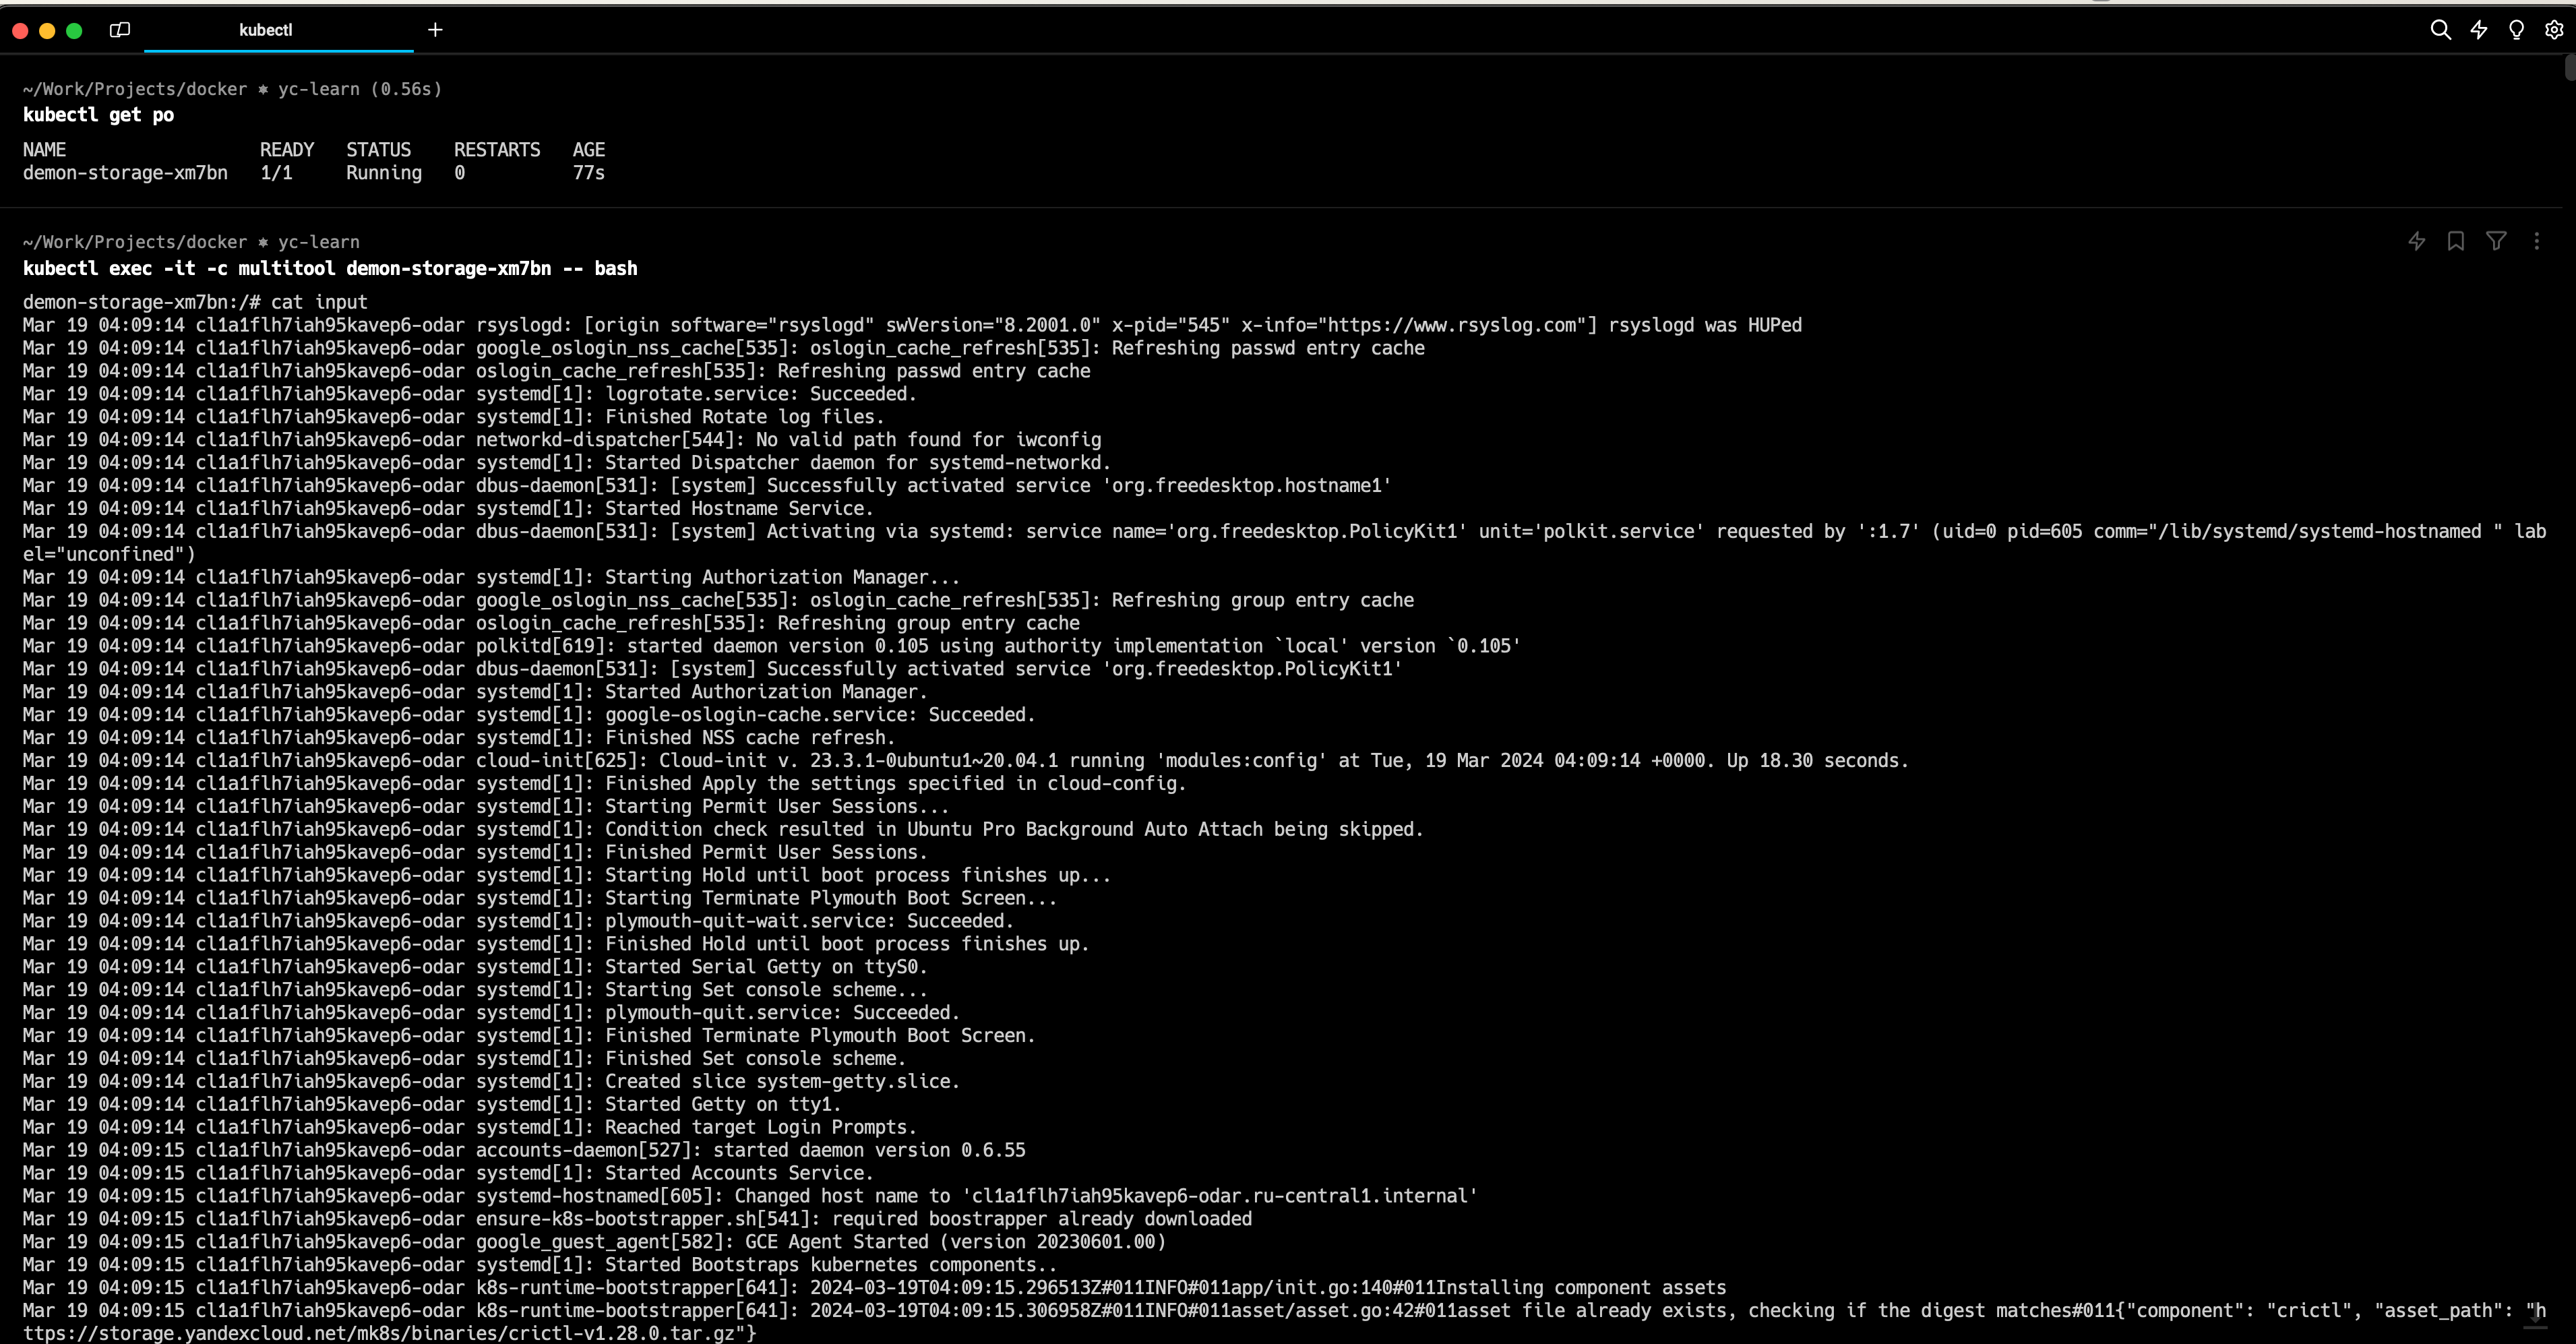 kubectl
~/Work/Projects/docker ⎈ yc-learn (0.56s)
kubectl get po
NAME READY STATUS RESTARTS AGE
demon-storage-xm7bn 1/1 Running 0 77s
~/Work/Projects/docker ⎈ yc-learn
kubectl exec -it -c multitool demon-storage-xm7bn -- bash
demon-storage-xm7bn:/# cat input
Mar 19 04:09:14 cl1a1flh7iah95kavep6-odar rsyslogd: [origin software="rsyslogd" swVersion="8.2001.0" x-pid="545" x-info="https://www.rsyslog.com"] rsyslogd was HUPed
Mar 19 04:09:14 cl1a1flh7iah95kavep6-odar google_oslogin_nss_cache[535]: oslogin_cache_refresh[535]: Refreshing passwd entry cache
Mar 19 04:09:14 cl1a1flh7iah95kavep6-odar oslogin_cache_refresh[535]: Refreshing passwd entry cache
Mar 19 04:09:14 cl1a1flh7iah95kavep6-odar systemd[1]: logrotate.service: Succeeded.
Mar 19 04:09:14 cl1a1flh7iah95kavep6-odar systemd[1]: Finished Rotate log files.
Mar 19 04:09:14 cl1a1flh7iah95kavep6-odar networkd-dispatcher[544]: No valid path found for iwconfig
Mar 19 04:09:14 cl1a1flh7iah95kavep6-odar systemd[1]: Started Dispatcher daemon for systemd-networkd.
Mar 19 04:09:14 cl1a1flh7iah95kavep6-odar dbus-daemon[531]: [system] Successfully activated service 'org.freedesktop.hostname1'
Mar 19 04:09:14 cl1a1flh7iah95kavep6-odar systemd[1]: Started Hostname Service.
Mar 19 04:09:14 cl1a1flh7iah95kavep6-odar dbus-daemon[531]: [system] Activating via systemd: service name='org.freedesktop.PolicyKit1' unit='polkit.service' requested by ':1.7' (uid=0 pid=605 comm="/lib/systemd/systemd-hostnamed " lab
el="unconfined")
Mar 19 04:09:14 cl1a1flh7iah95kavep6-odar systemd[1]: Starting Authorization Manager...
Mar 19 04:09:14 cl1a1flh7iah95kavep6-odar google_oslogin_nss_cache[535]: oslogin_cache_refresh[535]: Refreshing group entry cache
Mar 19 04:09:14 cl1a1flh7iah95kavep6-odar oslogin_cache_refresh[535]: Refreshing group entry cache
Mar 19 04:09:14 cl1a1flh7iah95kavep6-odar polkitd[619]: started daemon version 0.105 using authority implementation `local' version `0.105'
Mar 19 04:09:14 cl1a1flh7iah95kavep6-odar dbus-daemon[531]: [system] Successfully activated service 'org.freedesktop.PolicyKit1'
Mar 19 04:09:14 cl1a1flh7iah95kavep6-odar systemd[1]: Started Authorization Manager.
Mar 19 04:09:14 cl1a1flh7iah95kavep6-odar systemd[1]: google-oslogin-cache.service: Succeeded.
Mar 19 04:09:14 cl1a1flh7iah95kavep6-odar systemd[1]: Finished NSS cache refresh.
Mar 19 04:09:14 cl1a1flh7iah95kavep6-odar cloud-init[625]: Cloud-init v. 23.3.1-0ubuntu1~20.04.1 running 'modules:config' at Tue, 19 Mar 2024 04:09:14 +0000. Up 18.30 seconds.
Mar 19 04:09:14 cl1a1flh7iah95kavep6-odar systemd[1]: Finished Apply the settings specified in cloud-config.
Mar 19 04:09:14 cl1a1flh7iah95kavep6-odar systemd[1]: Starting Permit User Sessions...
Mar 19 04:09:14 cl1a1flh7iah95kavep6-odar systemd[1]: Condition check resulted in Ubuntu Pro Background Auto Attach being skipped.
Mar 19 04:09:14 cl1a1flh7iah95kavep6-odar systemd[1]: Finished Permit User Sessions.
Mar 19 04:09:14 cl1a1flh7iah95kavep6-odar systemd[1]: Starting Hold until boot process finishes up...
Mar 19 04:09:14 cl1a1flh7iah95kavep6-odar systemd[1]: Starting Terminate Plymouth Boot Screen...
Mar 19 04:09:14 cl1a1flh7iah95kavep6-odar systemd[1]: plymouth-quit-wait.service: Succeeded.
Mar 19 04:09:14 cl1a1flh7iah95kavep6-odar systemd[1]: Finished Hold until boot process finishes up.
Mar 19 04:09:14 cl1a1flh7iah95kavep6-odar systemd[1]: Started Serial Getty on ttyS0.
Mar 19 04:09:14 cl1a1flh7iah95kavep6-odar systemd[1]: Starting Set console scheme...
Mar 19 04:09:14 cl1a1flh7iah95kavep6-odar systemd[1]: plymouth-quit.service: Succeeded.
Mar 19 04:09:14 cl1a1flh7iah95kavep6-odar systemd[1]: Finished Terminate Plymouth Boot Screen.
Mar 19 04:09:14 cl1a1flh7iah95kavep6-odar systemd[1]: Finished Set console scheme.
Mar 19 04:09:14 cl1a1flh7iah95kavep6-odar systemd[1]: Created slice system-getty.slice.
Mar 19 04:09:14 cl1a1flh7iah95kavep6-odar systemd[1]: Started Getty on tty1.
Mar 19 04:09:14 cl1a1flh7iah95kavep6-odar systemd[1]: Reached target Login Prompts.
Mar 19 04:09:15 cl1a1flh7iah95kavep6-odar accounts-daemon[527]: started daemon version 0.6.55
Mar 19 04:09:15 cl1a1flh7iah95kavep6-odar systemd[1]: Started Accounts Service.
Mar 19 04:09:15 cl1a1flh7iah95kavep6-odar systemd-hostnamed[605]: Changed host name to 'cl1a1flh7iah95kavep6-odar.ru-central1.internal'
Mar 19 04:09:15 cl1a1flh7iah95kavep6-odar ensure-k8s-bootstrapper.sh[541]: required boostrapper already downloaded
Mar 19 04:09:15 cl1a1flh7iah95kavep6-odar google_guest_agent[582]: GCE Agent Started (version 20230601.00)
Mar 19 04:09:15 cl1a1flh7iah95kavep6-odar systemd[1]: Started Bootstraps kubernetes components..
Mar 19 04:09:15 cl1a1flh7iah95kavep6-odar k8s-runtime-bootstrapper[641]: 2024-03-19T04:09:15.296513Z#011INFO#011app/init.go:140#011Installing component assets
Mar 19 04:09:15 cl1a1flh7iah95kavep6-odar k8s-runtime-bootstrapper[641]: 2024-03-19T04:09:15.306958Z#011INFO#011asset/asset.go:42#011asset file already exists, checking if the digest matches#011{"component": "crictl", "asset_path": "h
ttps://storage.yandexcloud.net/mk8s/binaries/crictl-v1.28.0.tar.gz"}